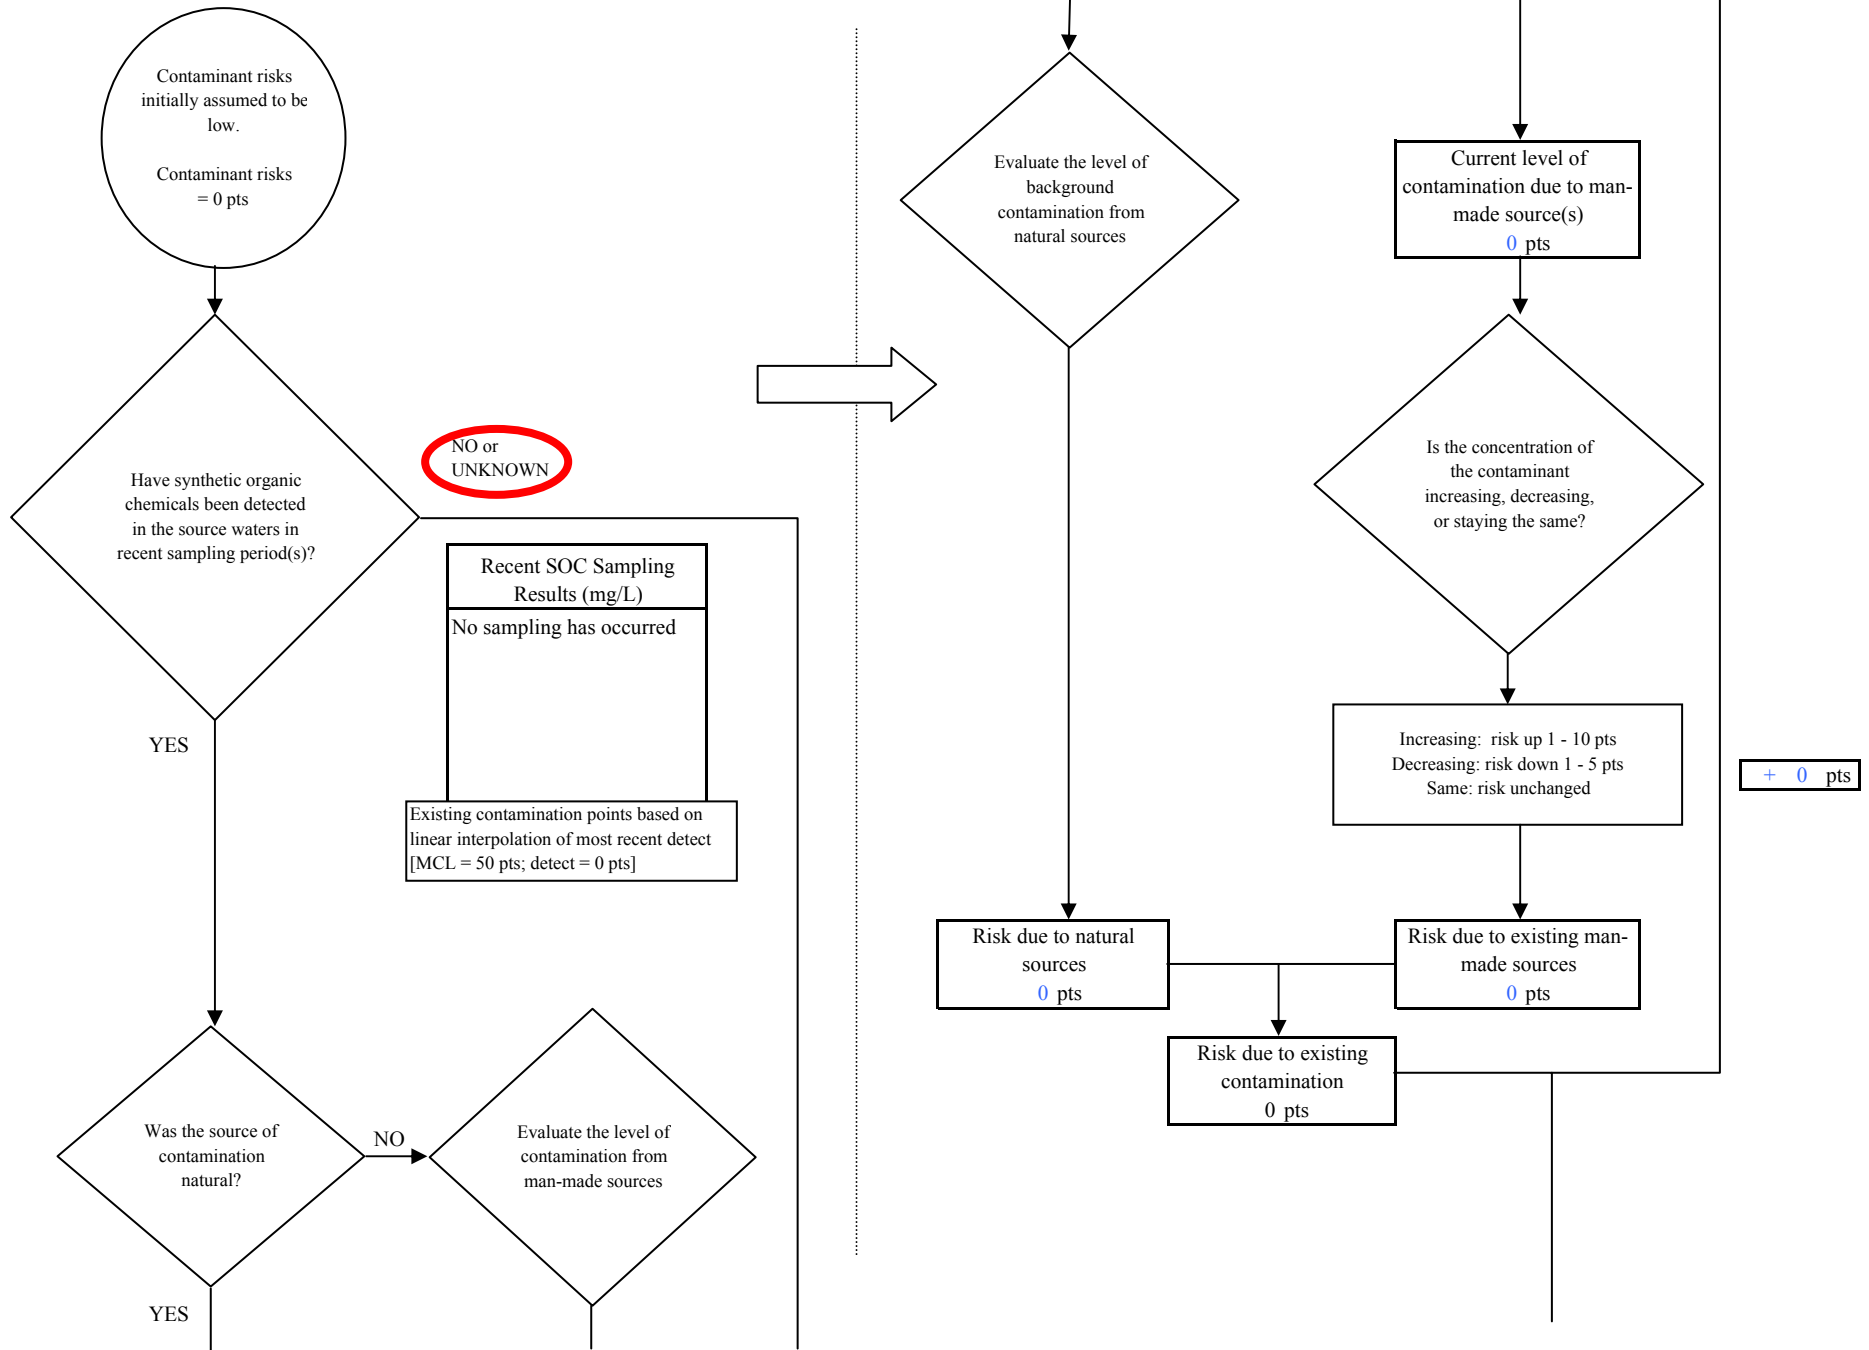 Contaminant risks
initially assumed to be
low.
Contaminant risks
= 0 pts
Have synthetic organic
chemicals been detected
in the source waters in
recent sampling period(s)?
NO or
UNKNOWN
Recent SOC Sampling
Results (mg/L)
No sampling has occurred
Existing contamination points based on
linear interpolation of most recent detect
[MCL = 50 pts; detect = 0 pts]
YES
Was the source of
contamination
natural?
NO
Evaluate the level of
contamination from
man-made sources
YES
Evaluate the level of
background
contamination from
natural sources
Current level of
contamination due to man-
made source(s)
0 pts
Is the concentration of
the contaminant
increasing, decreasing,
or staying the same?
Increasing: risk up 1 - 10 pts
Decreasing: risk down 1 - 5 pts
Same: risk unchanged
+ 0 pts
Risk due to natural
sources
0 pts
Risk due to existing man-
made sources
0 pts
Risk due to existing
contamination
0 pts